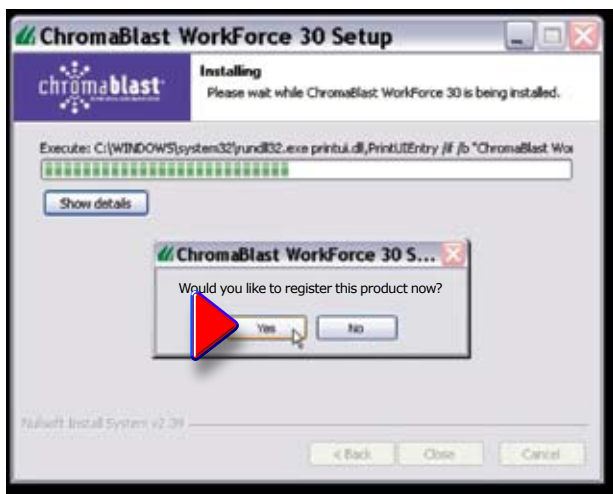 ChromaBlast WorkForce 30 Setup
chromablast
Installing
Please wait while ChromaBlast WorkForce 30 is being installed.
Execute: C:\WINDOWS\system32\rundll32.exe printui.dll,PrintUIEntry /if /b "ChromaBlast Wor
Show details
ChromaBlast WorkForce 30 S...
Would you like to register this product now?
Yes
No
Nullsoft Install System v2.39
< Back
Close
Cancel